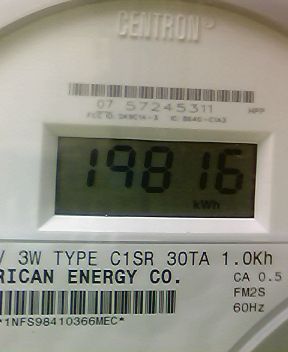 CENTRON®
07 57245311 HPP
19816
kWh
V 3W TYPE C1SR 30TA 1.0Kh
RICAN ENERGY CO. CA 0.5
FM2S
60Hz
*1NFS98410366MEC*